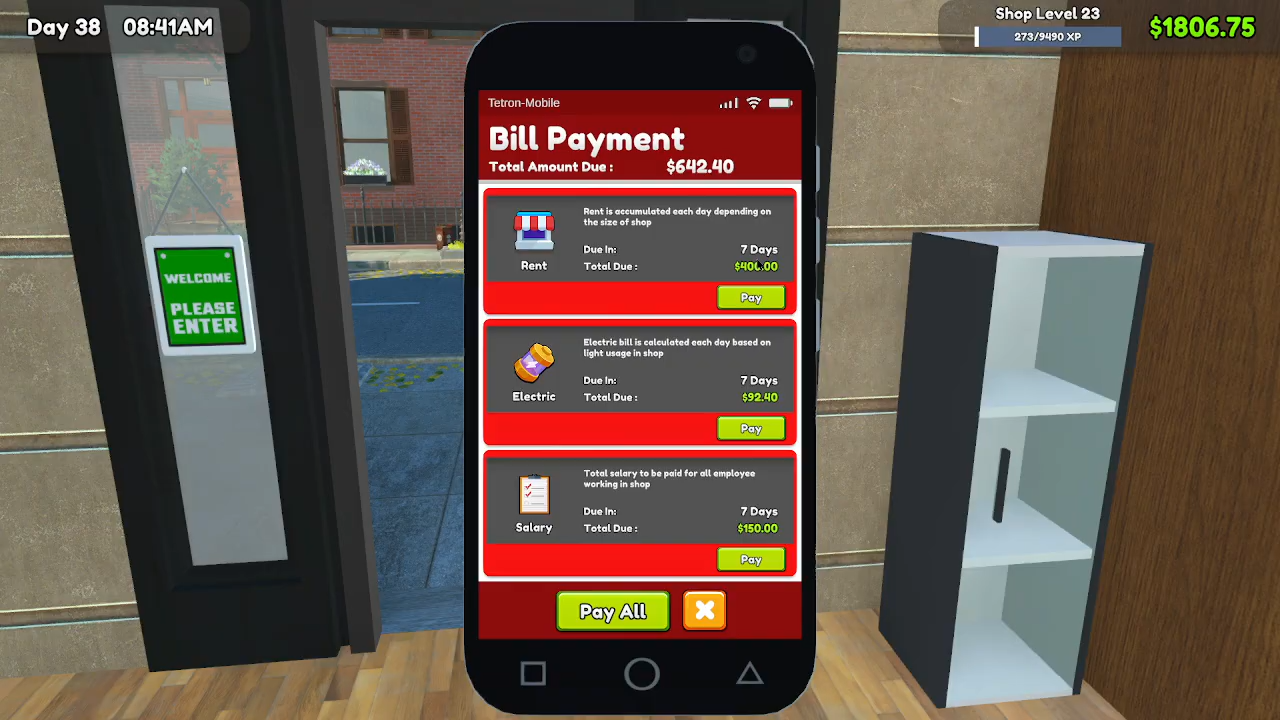 Day 38 08:41AM
Shop Level 23
273/9490 XP
$1806.75
WELCOME
PLEASE
ENTER
Tetron-Mobile
Bill Payment
Total Amount Due : $642.40
Rent is accumulated each day depending on
the size of shop
Rent
Due In: 7 Days
Total Due : $400.00
Pay
Electric bill is calculated each day based on
light usage in shop
Electric
Due In: 7 Days
Total Due : $92.40
Pay
Total salary to be paid for all employee
working in shop
Salary
Due In: 7 Days
Total Due : $150.00
Pay
Pay All